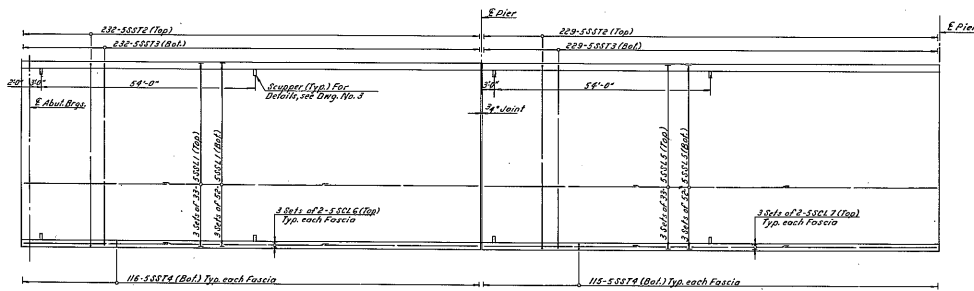 ℄ Pier
℄ Pier
232-5SST2 (Top)
232-5SST3 (Bot.)
229-5SST2 (Top)
229-5SST3 (Bot.)
2'0" 3'0" 54'-0"
Scupper (Typ.) For
Details, see Dwg. No. 3
℄ Abut. Brgs.
3'0" 54'-0"
¾" Joint
3 Sets of 33-5SSL1 (Top)
3 Sets of 52-5SSL1 (Bot.)
3 Sets of 33-5SSL5 (Top)
3 Sets of 52-5SSL5 (Bot.)
3 Sets of 2-5SCL6 (Top)
Typ. each Fascia
3 Sets of 2-5SCL7 (Top)
Typ. each Fascia
116-5SST4 (Bot.) Typ. each Fascia
115-5SST4 (Bot.) Typ. each Fascia